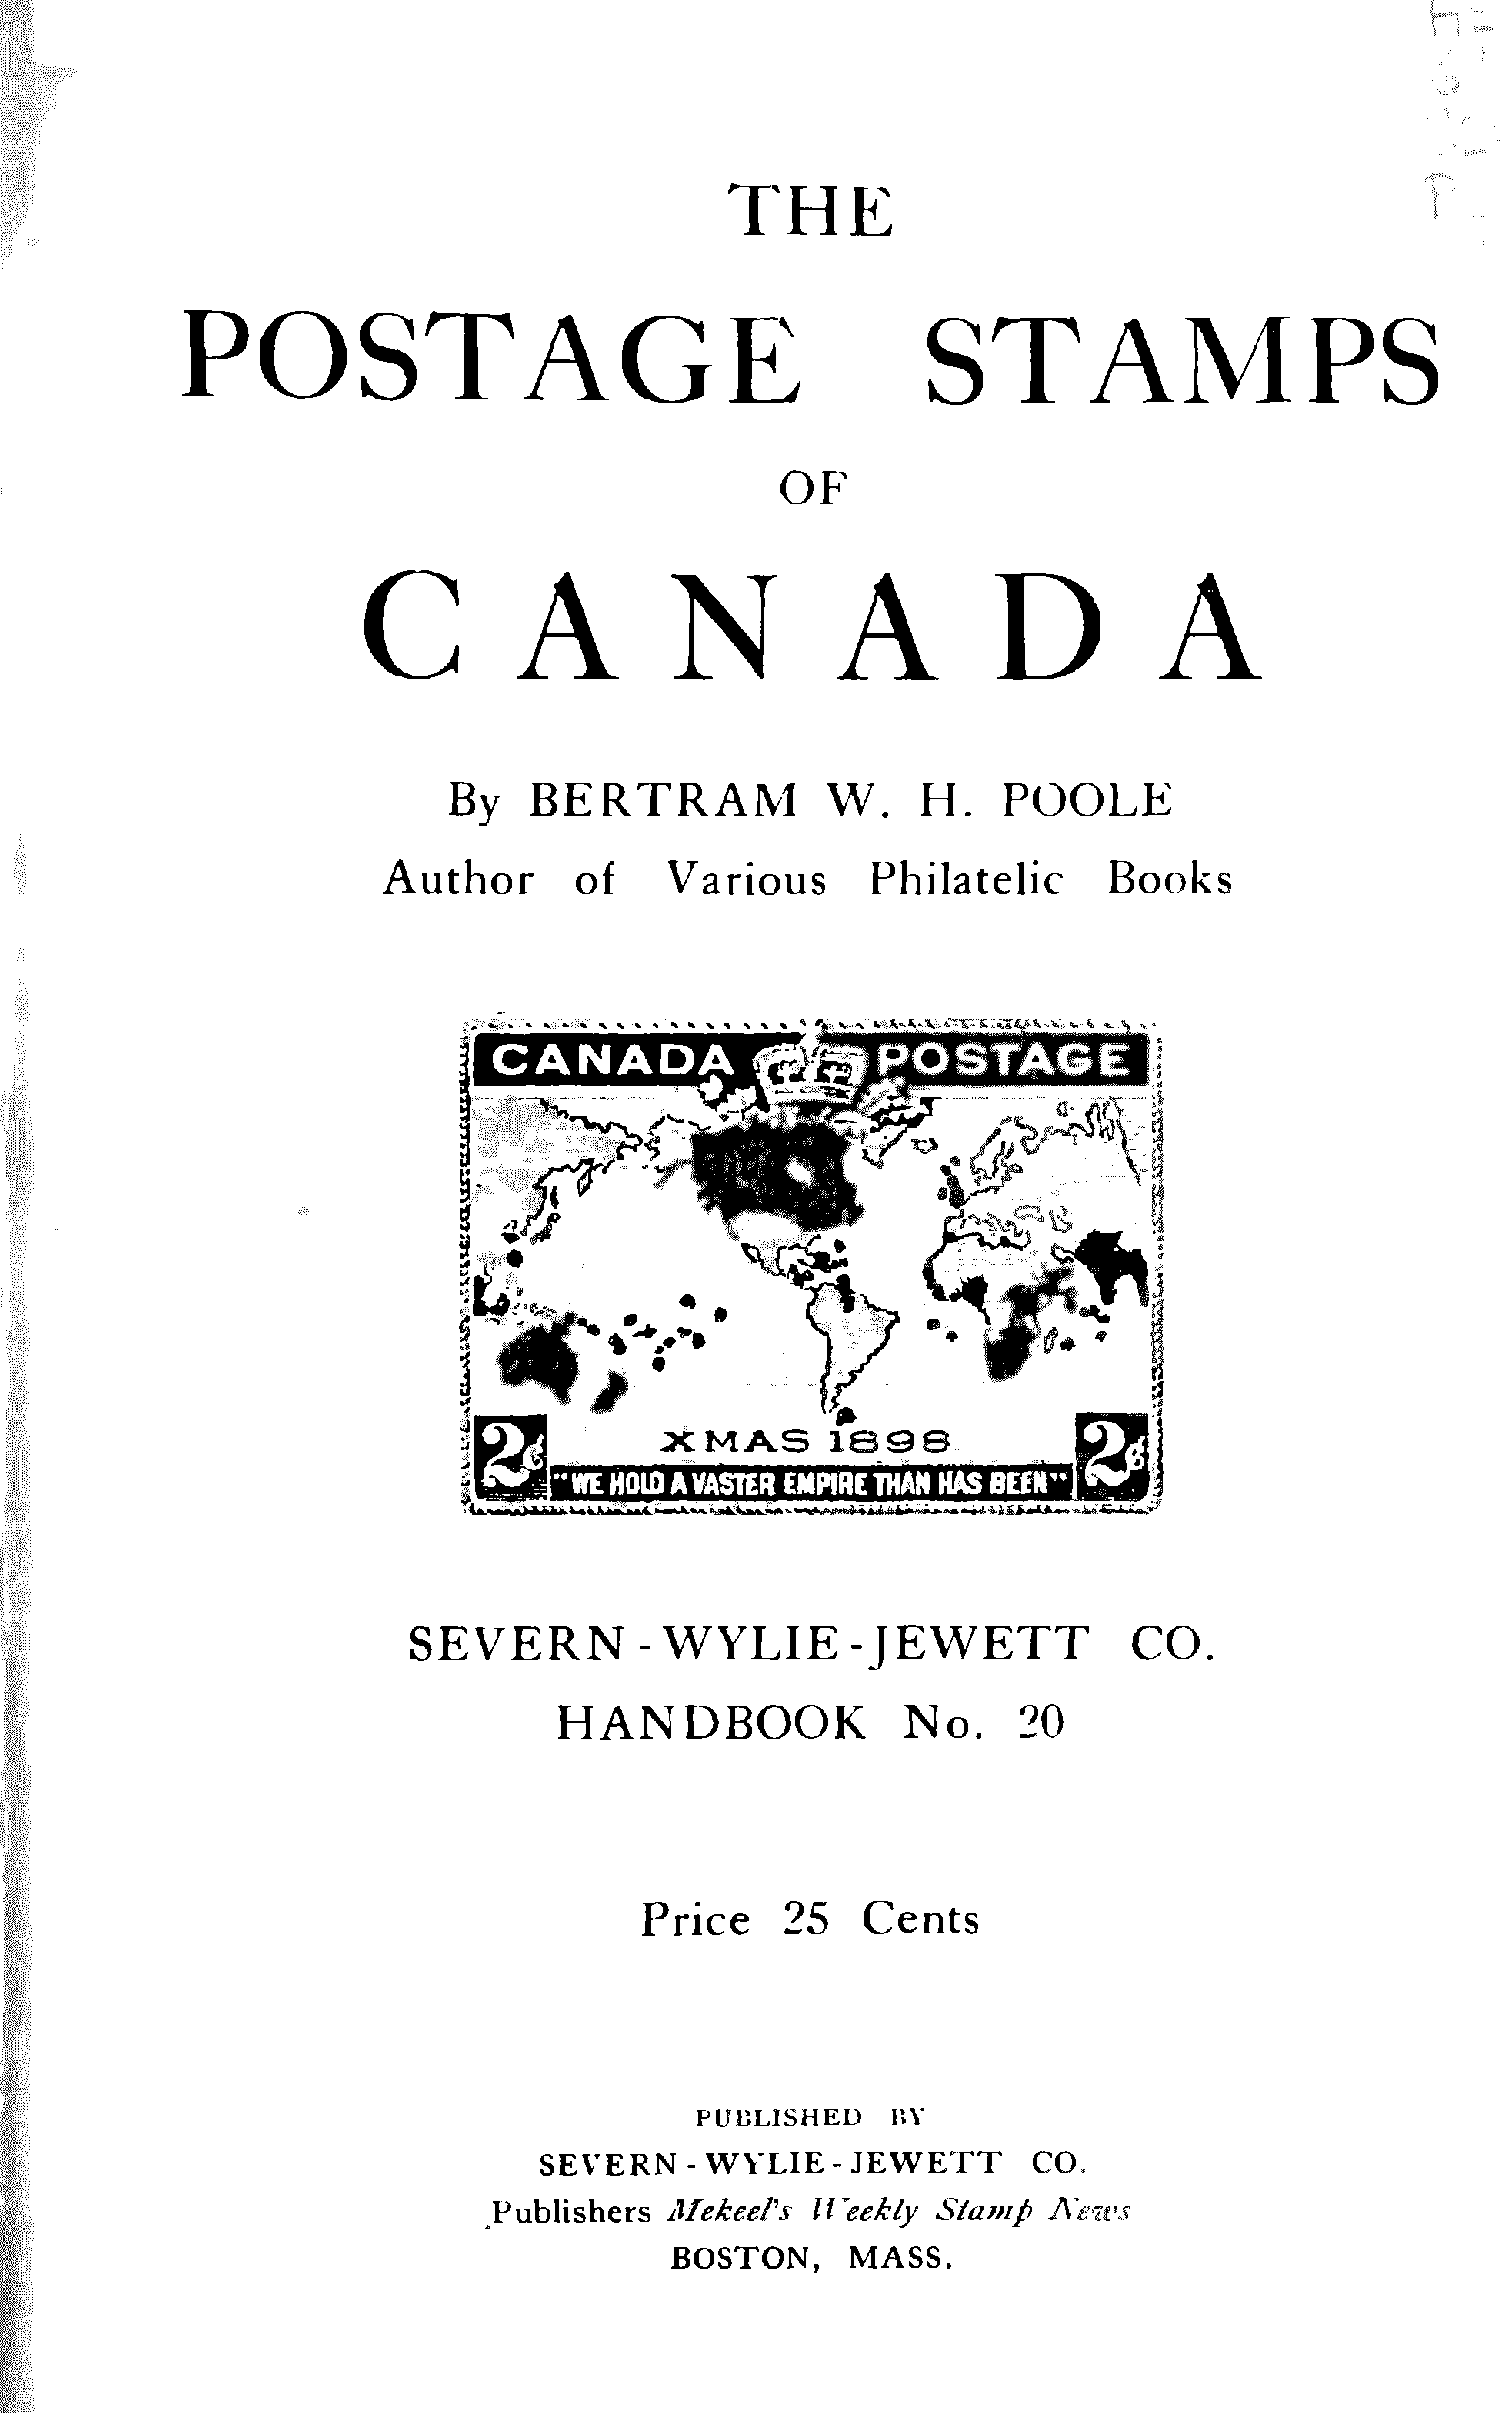 THE
POSTAGE STAMPS
OF
CANADA
By BERTRAM W. H. POOLE
Author of Various Philatelic Books
CANADA POSTAGE
XMAS 1898
2¢ "WE HOLD A VASTER EMPIRE THAN HAS BEEN" 2¢
SEVERN-WYLIE-JEWETT CO.
HANDBOOK No. 20
Price 25 Cents
PUBLISHED BY
SEVERN-WYLIE-JEWETT CO.
Publishers Mekeel's Weekly Stamp News
BOSTON, MASS.